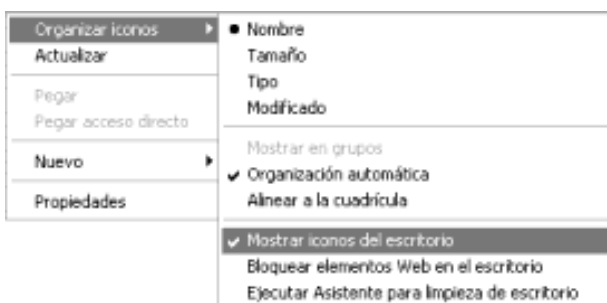 Organizar iconos
Actualizar
Pegar
Pegar acceso directo
Nuevo
Propiedades
Nombre
Tamaño
Tipo
Modificado
Mostrar en grupos
Organización automática
Alinear a la cuadrícula
Mostrar iconos del escritorio
Bloquear elementos Web en el escritorio
Ejecutar Asistente para limpieza de escritorio